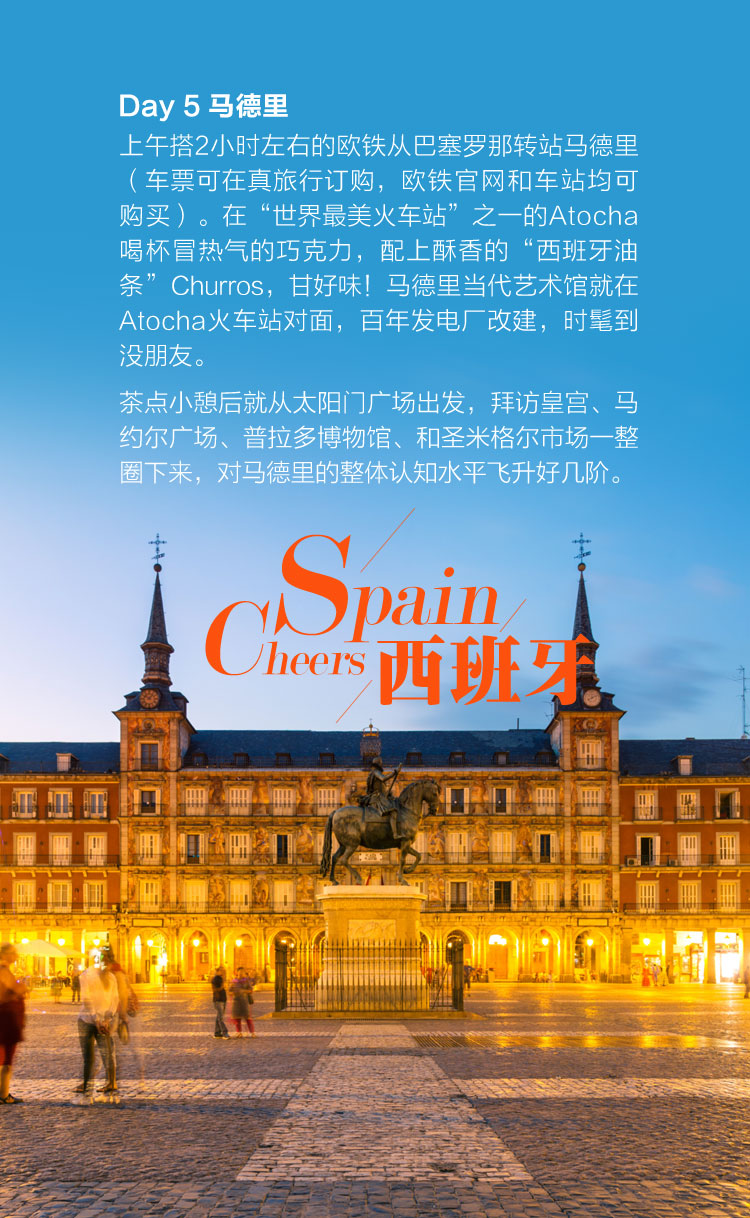 Day 5 马德里
上午搭2小时左右的欧铁从巴塞罗那转站马德里
（车票可在真旅行订购，欧铁官网和车站均可
购买）。在“世界最美火车站”之一的Atocha
喝杯冒热气的巧克力，配上酥香的“西班牙油
条”Churros，甘好味！马德里当代艺术馆就在
Atocha火车站对面，百年发电厂改建，时髦到
没朋友。
茶点小憩后就从太阳门广场出发，拜访皇宫、马
约尔广场、普拉多博物馆、和圣米格尔市场一整
圈下来，对马德里的整体认知水平飞升好几阶。
Spain
Cheers 西班牙